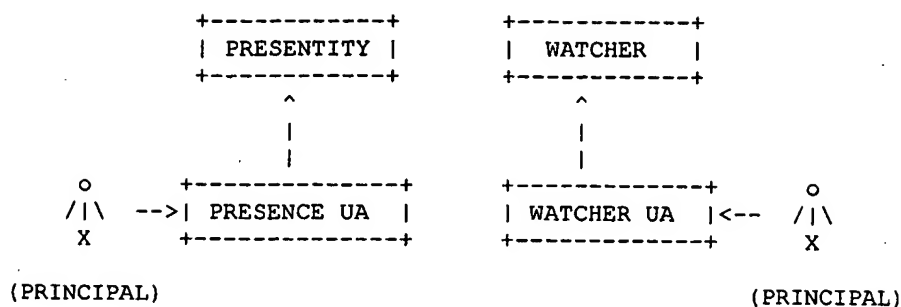 +------------+ +------------+
| PRESENTITY | | WATCHER |
+------------+ +------------+
^ ^
| |
| |
o +--------------+ +-------------+ o
/|\ -->| PRESENCE UA | | WATCHER UA |<-- /|\
X +--------------+ +-------------+ X
(PRINCIPAL) (PRINCIPAL)